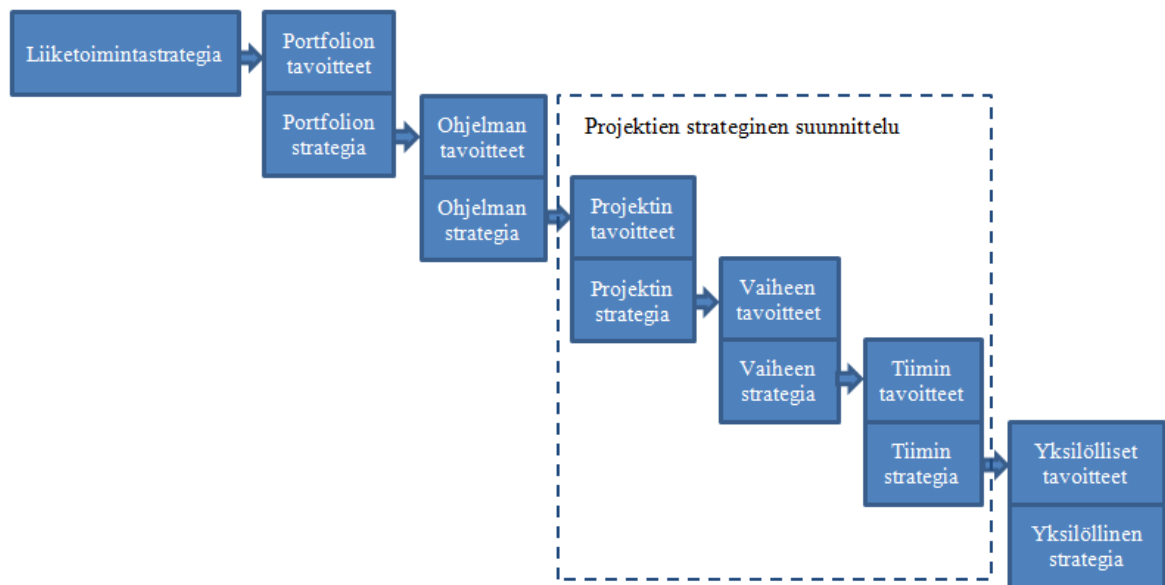 Liiketoimintastrategia
Portfolion
tavoitteet
Portfolion
strategia
Ohjelman
tavoitteet
Ohjelman
strategia
Projektien strateginen suunnittelu
Projektin
tavoitteet
Projektin
strategia
Vaiheen
tavoitteet
Vaiheen
strategia
Tiimin
tavoitteet
Tiimin
strategia
Yksilölliset
tavoitteet
Yksilöllinen
strategia